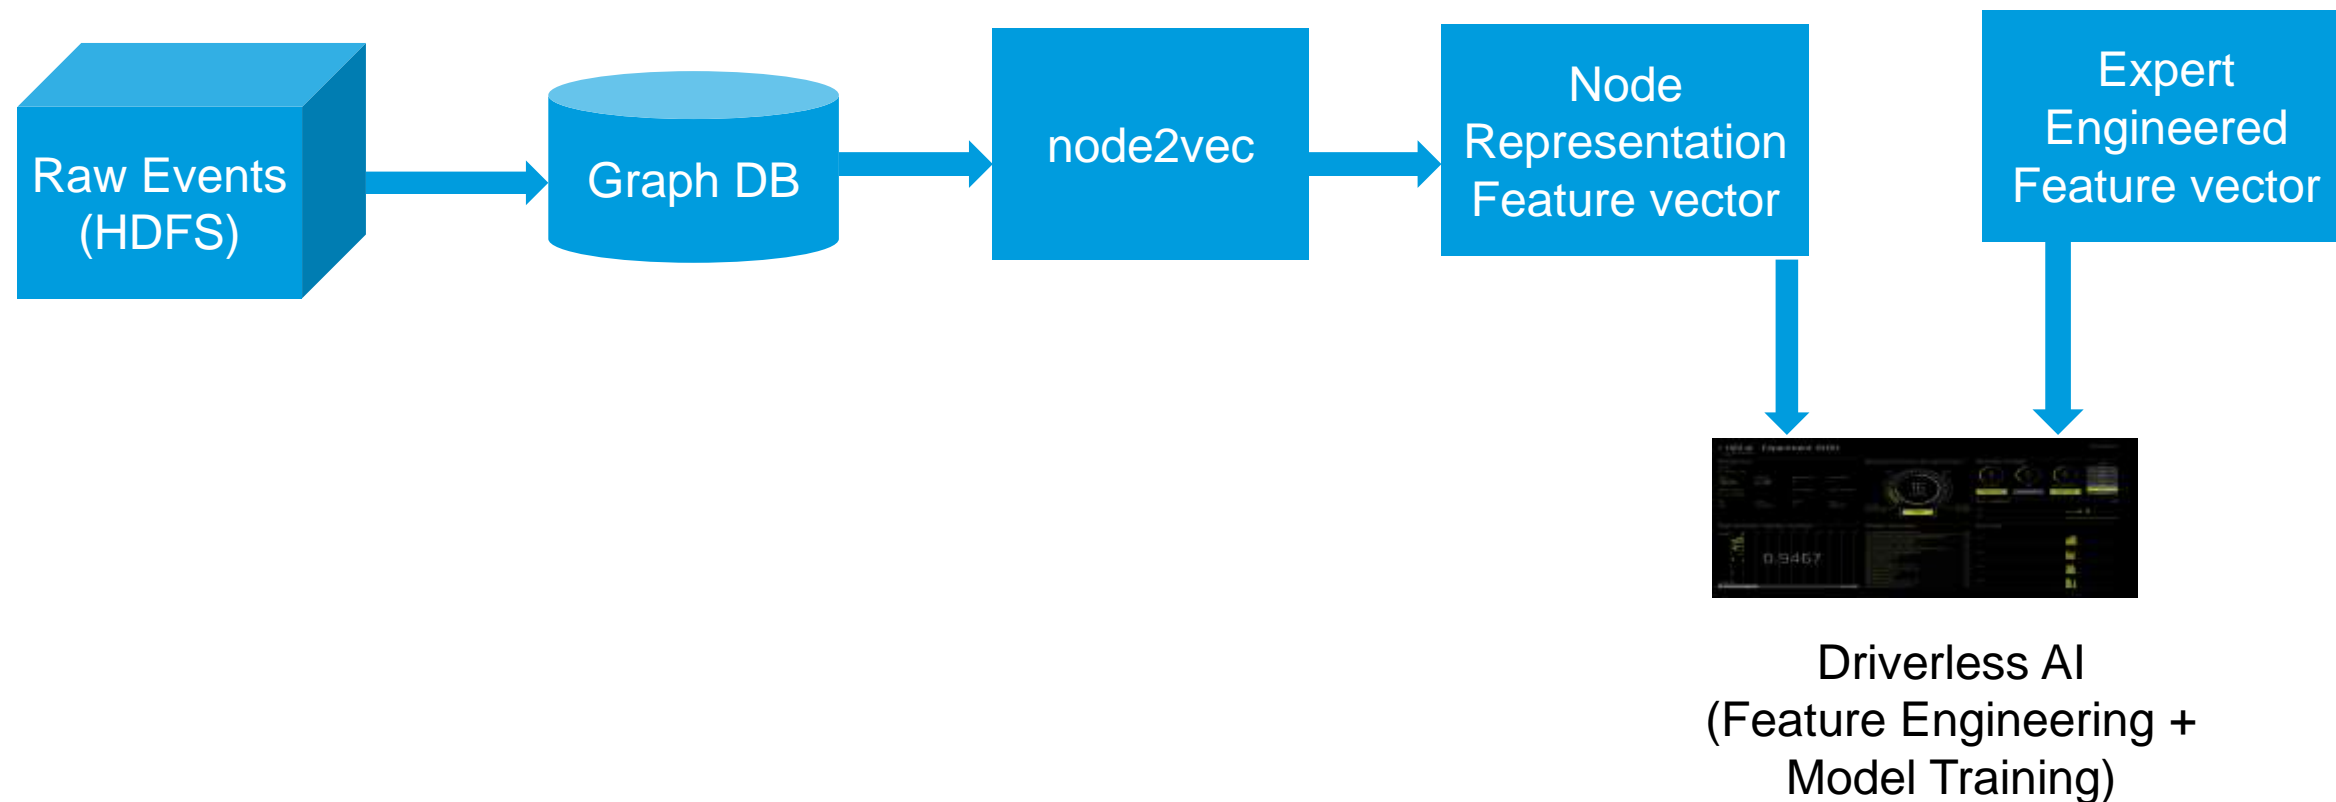 Raw Events
(HDFS)
Graph DB
node2vec
Node
Representation
Feature vector
Expert
Engineered
Feature vector
0.9467
Driverless AI
(Feature Engineering +
Model Training)